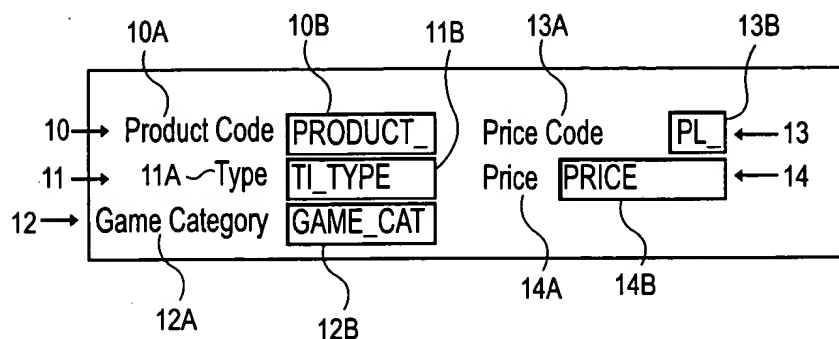 10A 10B 11B 13A 13B
10 Product Code PRODUCT_ Price Code PL_ 13
11 11A Type TI_TYPE Price PRICE 14
12 Game Category GAME_CAT
12A 12B 14A 14B